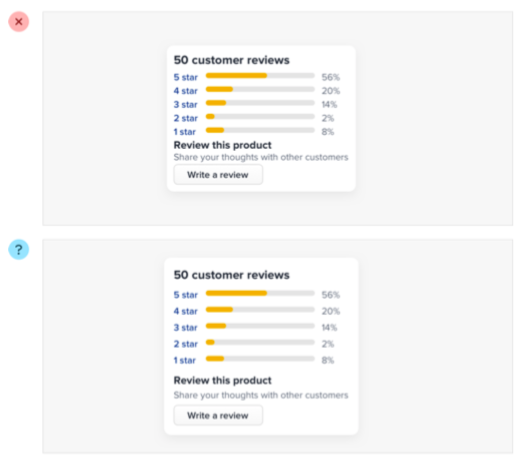 50 customer reviews
5 star 56%
4 star 20%
3 star 14%
2 star 2%
1 star 8%
Review this product
Share your thoughts with other customers
Write a review
?
50 customer reviews
5 star 56%
4 star 20%
3 star 14%
2 star 2%
1 star 8%
Review this product
Share your thoughts with other customers
Write a review